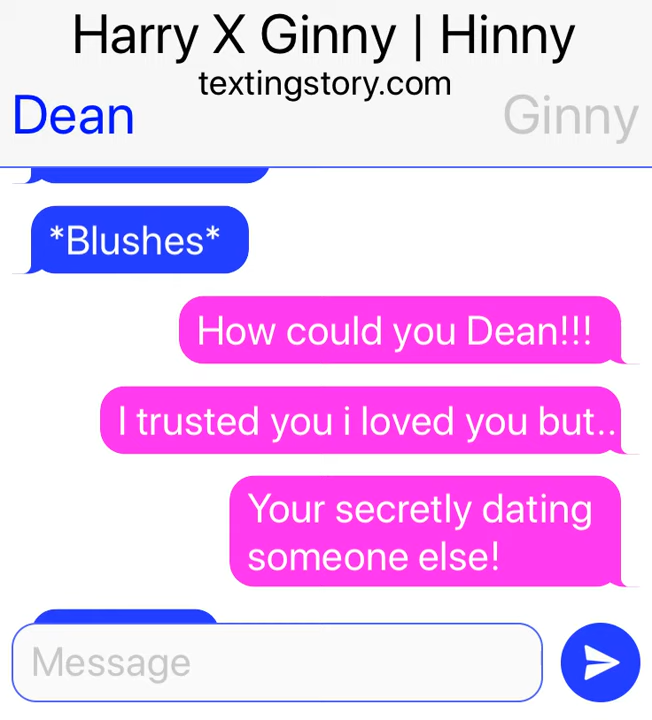 Harry X Ginny | Hinny
textingstory.com
Dean
Ginny
*Blushes*
How could you Dean!!!
I trusted you i loved you but..
Your secretly dating
someone else!
Message